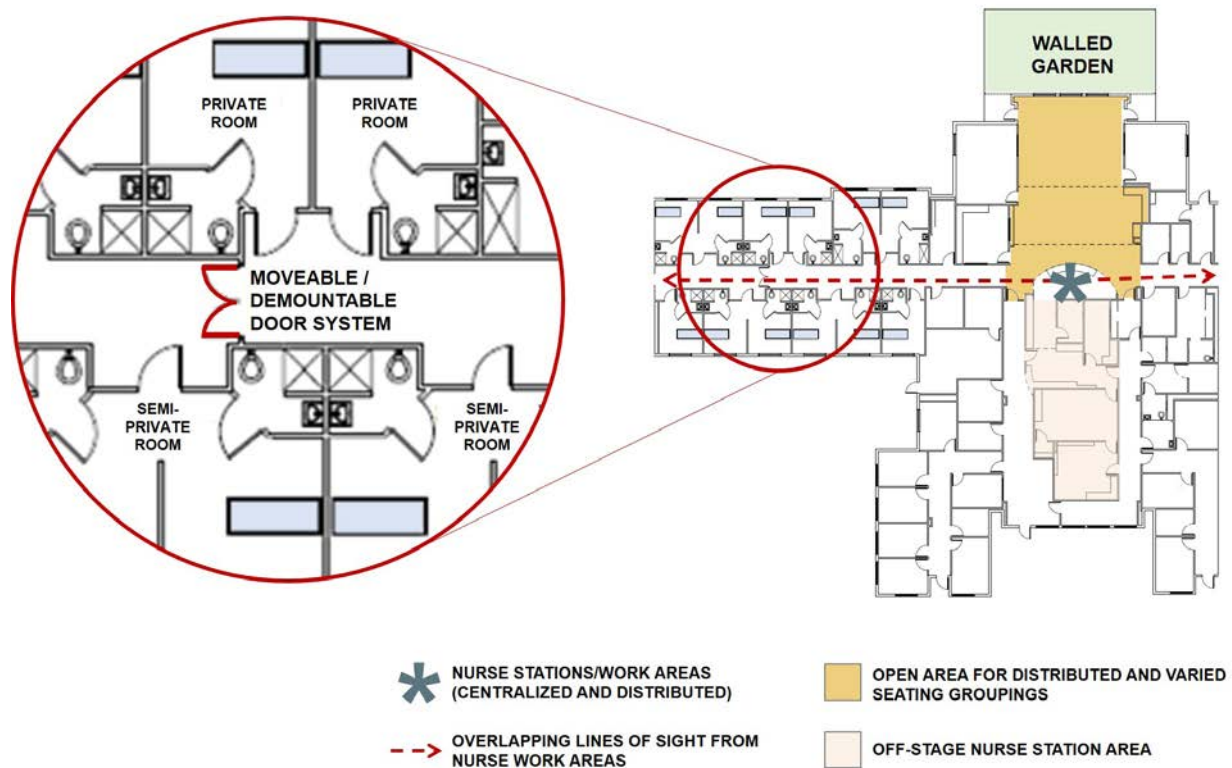 PRIVATE
ROOM
PRIVATE
ROOM
MOVEABLE /
DEMOUNTABLE
DOOR SYSTEM
SEMI-
PRIVATE
ROOM
SEMI-
PRIVATE
ROOM
WALLED
GARDEN
NURSE STATIONS/WORK AREAS
(CENTRALIZED AND DISTRIBUTED)
OVERLAPPING LINES OF SIGHT FROM
NURSE WORK AREAS
OPEN AREA FOR DISTRIBUTED AND VARIED
SEATING GROUPINGS
OFF-STAGE NURSE STATION AREA